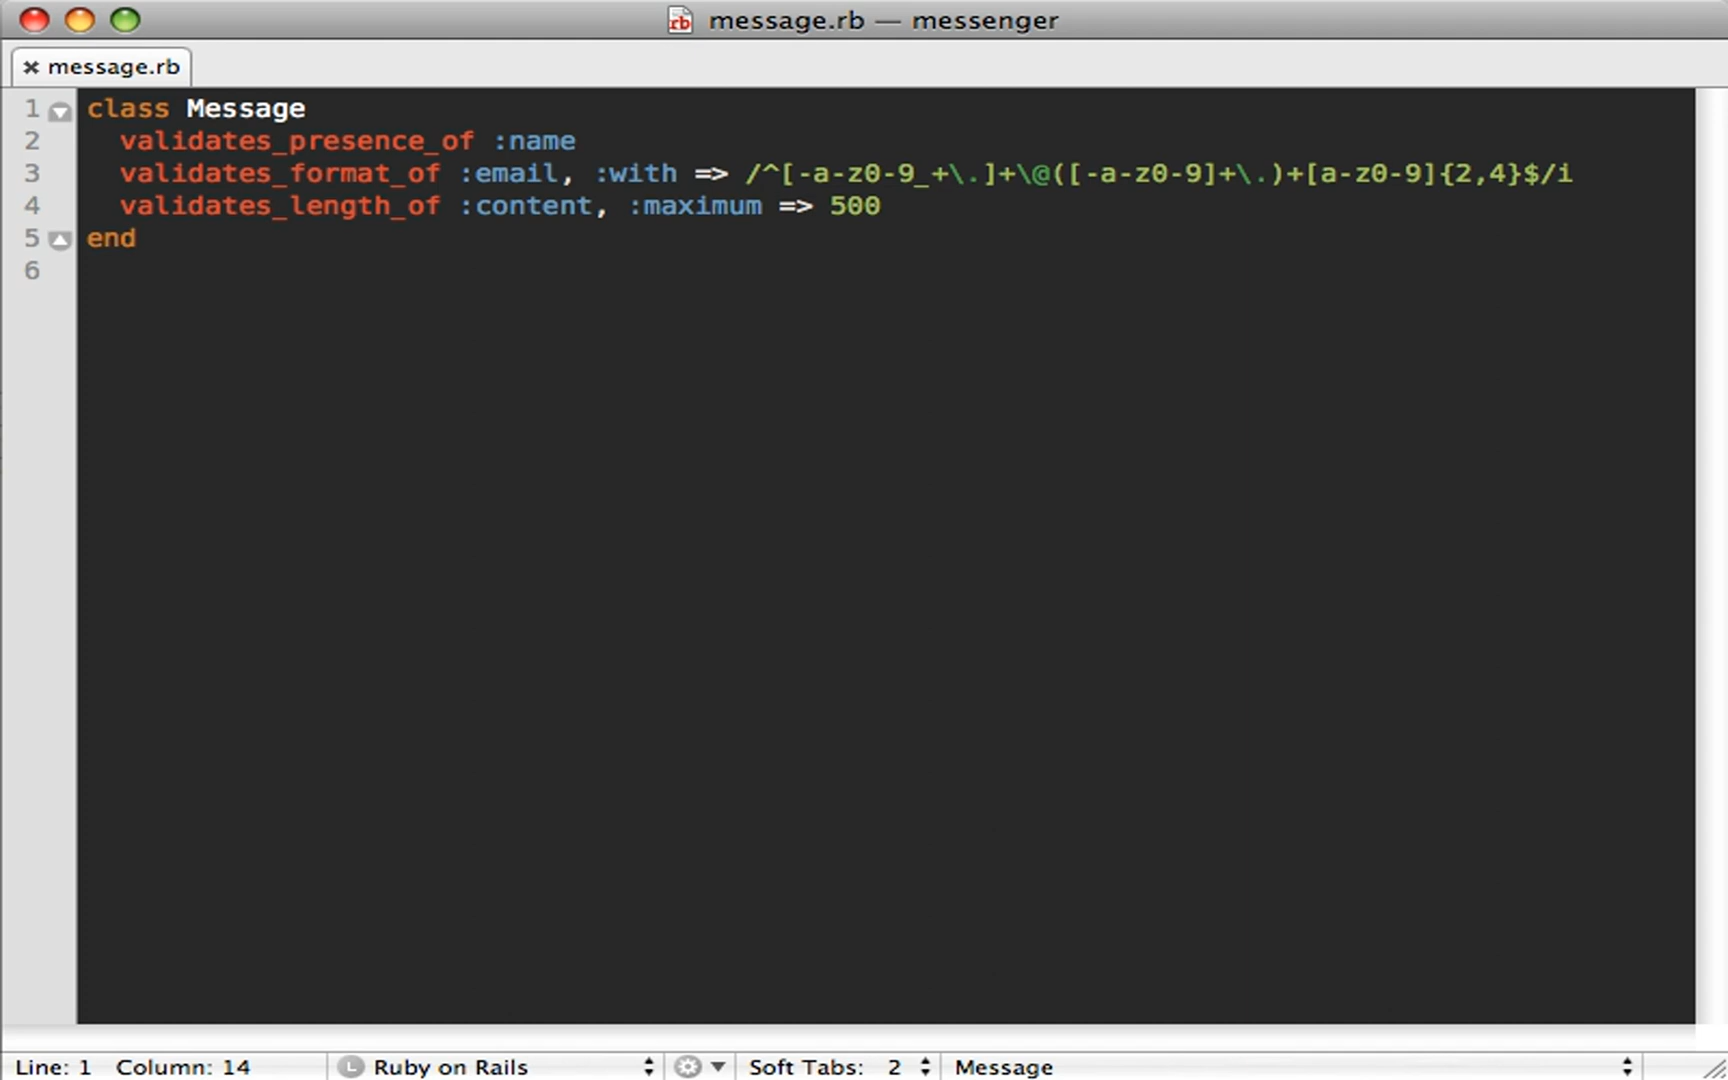 rb message.rb — messenger
× message.rb
1 class Message
2   validates_presence_of :name
3   validates_format_of :email, :with => /^[-a-z0-9_+\.]+\@([-a-z0-9]+\.)+[a-z0-9]{2,4}$/i
4   validates_length_of :content, :maximum => 500
5 end
6
Line: 1 Column: 14 L Ruby on Rails Soft Tabs: 2 Message